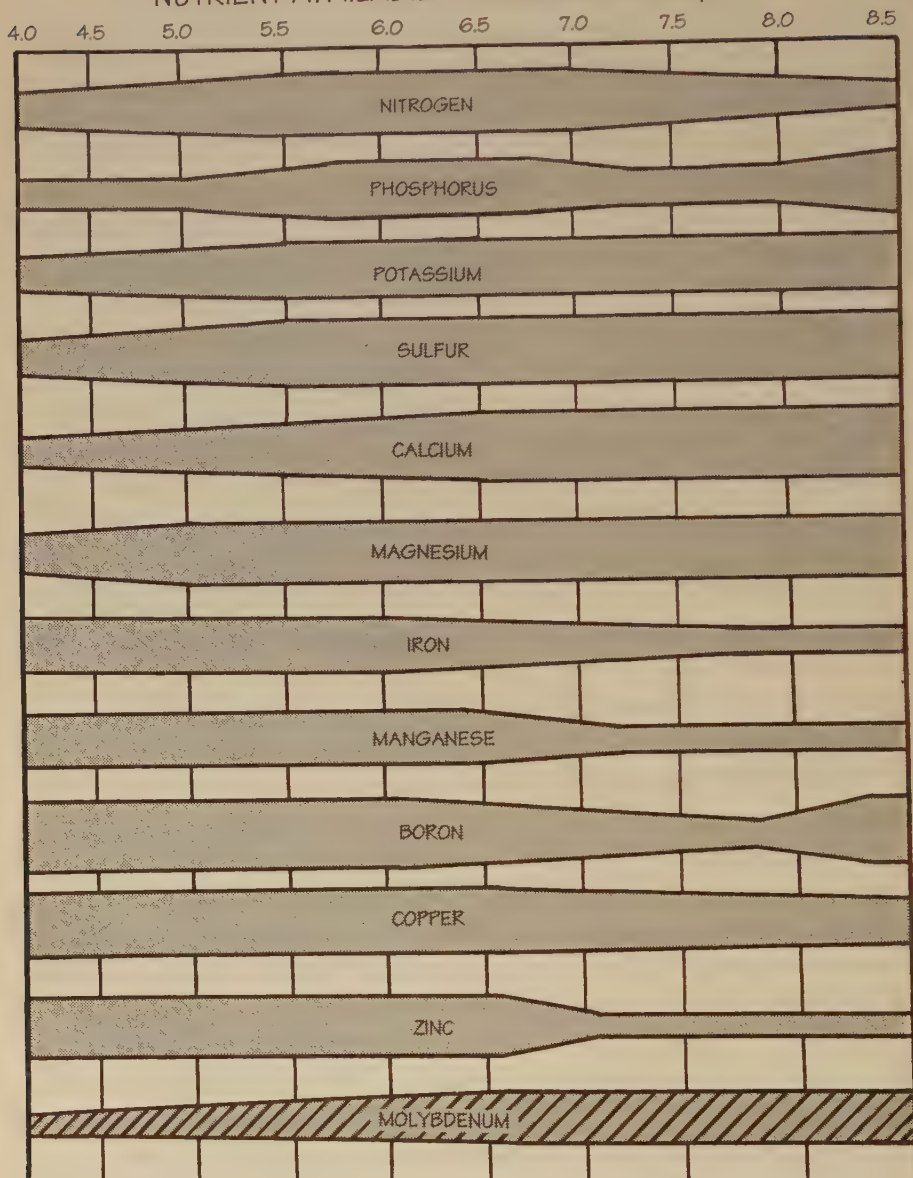 NUTRIENT
4.0 4.5 5.0 5.5 6.0 6.5 7.0 7.5 8.0 8.5
NITROGEN
PHOSPHORUS
POTASSIUM
SULFUR
CALCIUM
MAGNESIUM
IRON
MANGANESE
BORON
COPPER
ZINC
MOLYBDENUM